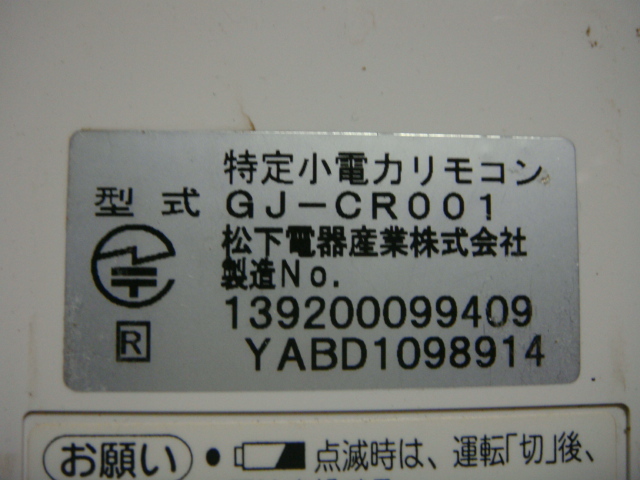 特定小電力リモコン
型式 GJ-CR001
松下電器産業株式会社
製造No.
139200099409
R YABD1098914
お願い ● 点滅時は、運転「切」後、